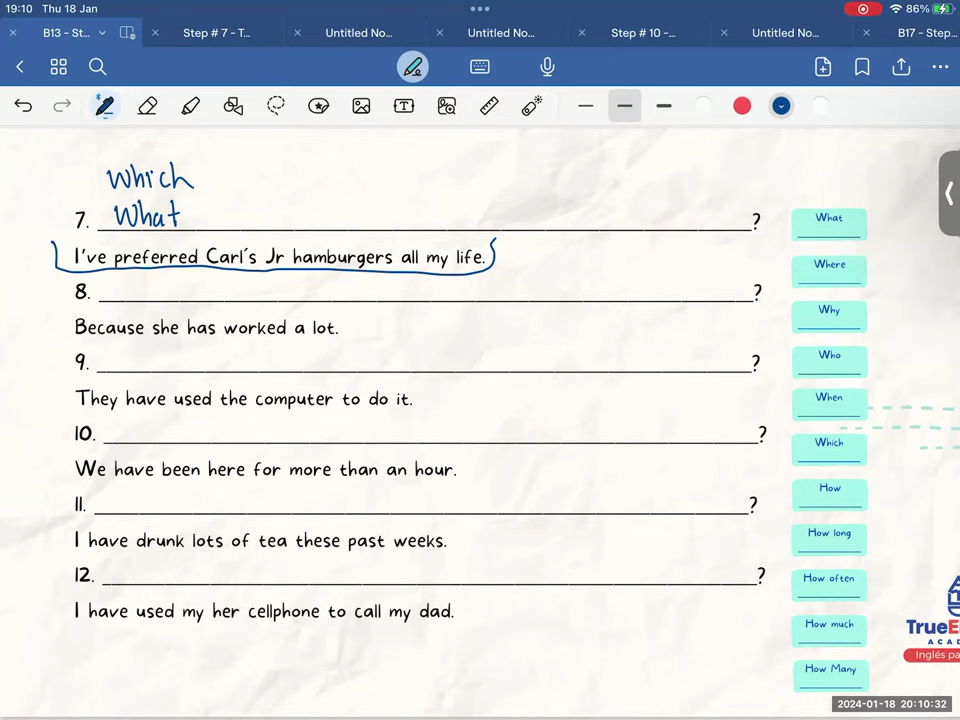 19:10 Thu 18 Jan
86%
B13 - St...
Step # 7 - T...
Untitled No...
Untitled No...
Step # 10 -...
Untitled No...
B17 - Step...
Which
7. What ?
I've preferred Carl's Jr hamburgers all my life.
8. ?
Because she has worked a lot.
9. ?
They have used the computer to do it.
10. ?
We have been here for more than an hour.
11. ?
I have drunk lots of tea these past weeks.
12. ?
I have used my her cellphone to call my dad.
What
Where
Why
Who
When
Which
How
How long
How often
How much
How Many
ACAD
Inglés pa
2024-01-18 20:10:32